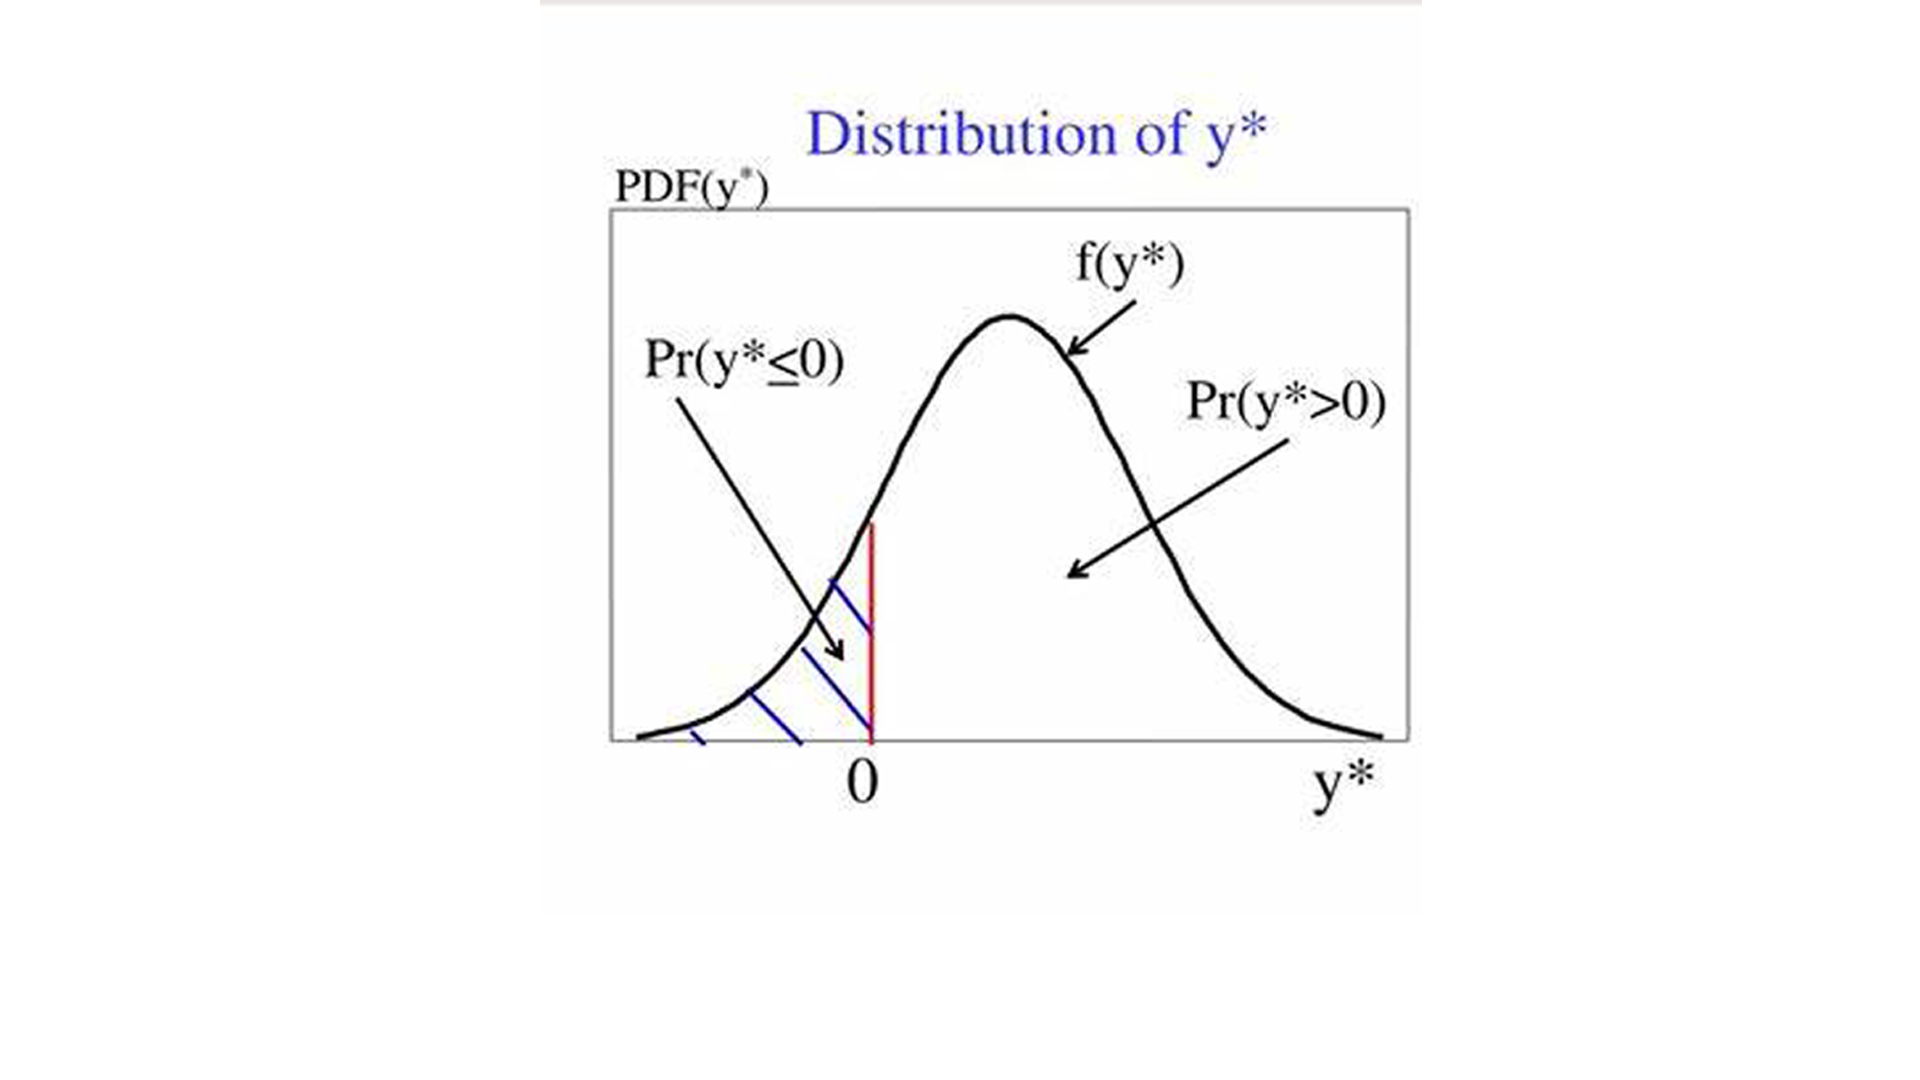 Distribution of y*
PDF(y*)
f(y*)
Pr(y*≤0)
Pr(y*>0)
0
y*